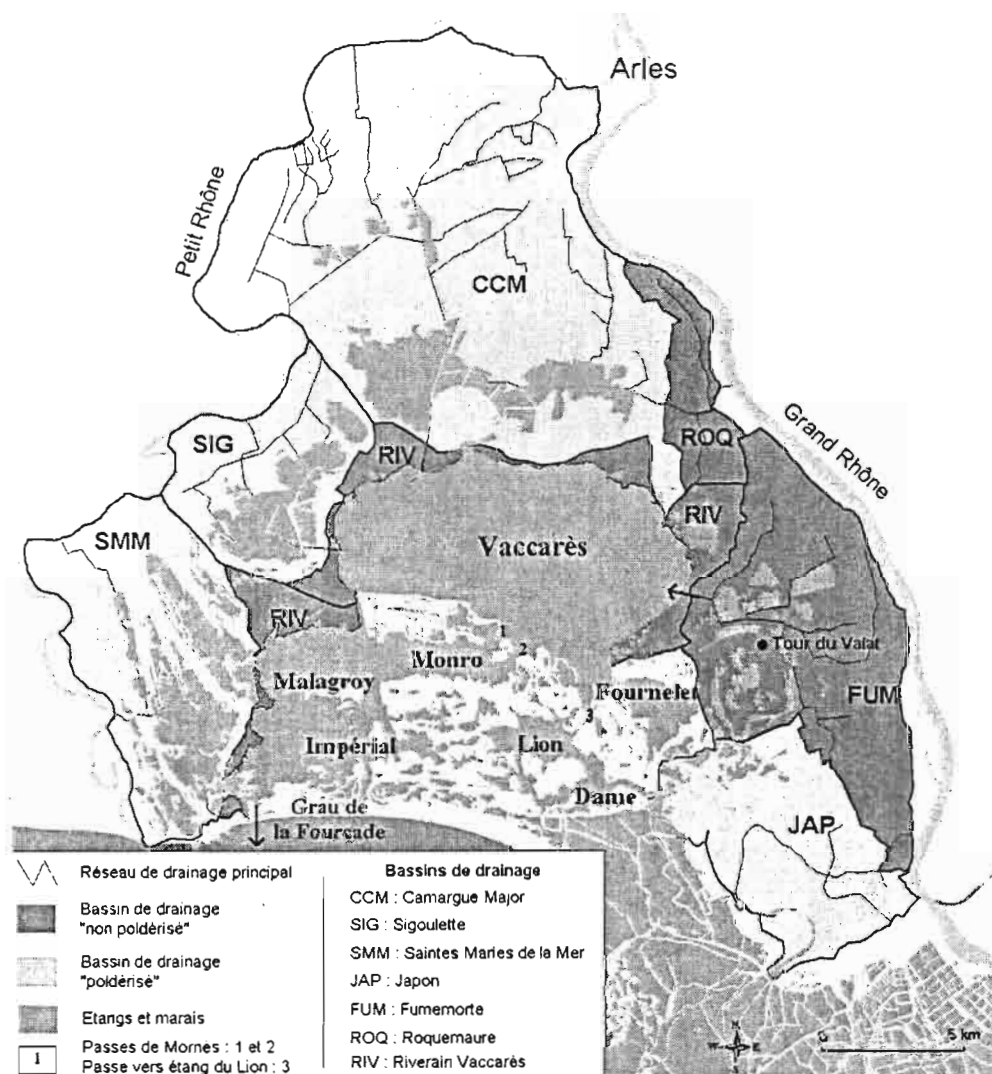 Arles
Petit Rhône
CCM
Grand Rhône
SIG
RIV
ROQ
SMM
Vaccarès
RIV
RIV
1
2
Tour du Valat
Monro
Malagroy
Fournelet
FUM
3
Impérial
Lion
Dame
Grau de
la Fourcade
JAP
Réseau de drainage principal
Bassin de drainage
"non poldérisé"
Bassin de drainage
"poldérisé"
Etangs et marais
1
Passes de Mornès : 1 et 2
Passe vers étang du Lion : 3
Bassins de drainage
CCM : Camargue Major
SIG : Sigoulette
SMM : Saintes Maries de la Mer
JAP : Japon
FUM : Fumemorte
ROQ : Roquemaure
RIV : Riverain Vaccarès
N
W E
S
0 5 km